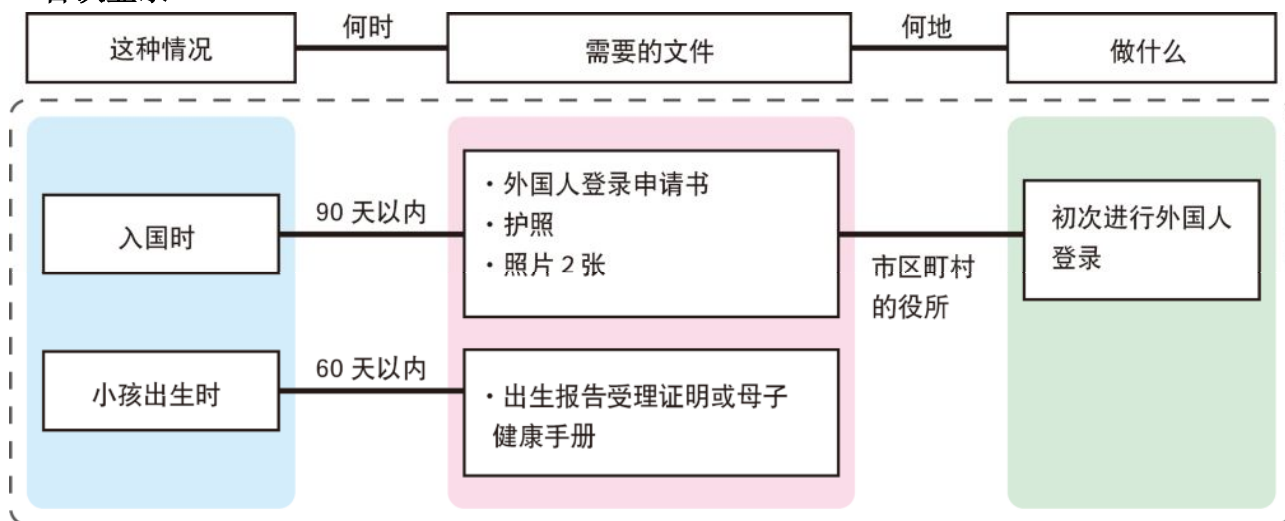 这种情况
何时
需要的文件
何地
做什么
入国时
90 天以内
・外国人登录申请书
・护照
・照片 2 张
市区町村
的役所
初次进行外国人
登录
小孩出生时
60 天以内
・出生报告受理证明或母子
健康手册